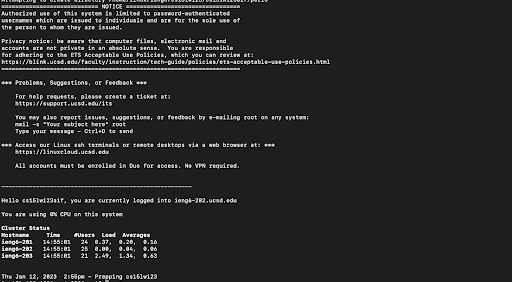 ============================ NOTICE =================================
Authorized use of this system is limited to password-authenticated
usernames which are issued to individuals and are for the sole use of
the person to whom they are issued.
Privacy notice: be aware that computer files, electronic mail and
accounts are not private in an absolute sense. You are responsible
for adhering to the ETS Acceptable Use Policies, which you can review at:
https://blink.ucsd.edu/faculty/instruction/tech-guide/policies/ets-acceptable-use-policies.html
=====================================================================
*** Problems, Suggestions, or Feedback ***
For help requests, please create a ticket at:
https://support.ucsd.edu/its
You may also report issues, suggestions, or feedback by e-mailing root on any system:
mail -s "Your subject here" root
Type your message - Ctrl+D to send
*** Access our Linux ssh terminals or remote desktops via a web browser at: ***
https://linuxcloud.ucsd.edu
All accounts must be enrolled in Duo for access. No VPN required.
-------------------------------------------------------
Hello cs15lwi23aif, you are currently logged into ieng6-202.ucsd.edu
You are using 0% CPU on this system
Cluster Status
Hostname Time #Users Load Averages
ieng6-201 14:55:01 24 0.37, 0.20, 0.16
ieng6-202 14:55:01 25 0.00, 0.04, 0.06
ieng6-203 14:55:01 21 2.49, 1.34, 0.63
Thu Jan 12, 2023 2:55pm - Prepping cs15lwi23